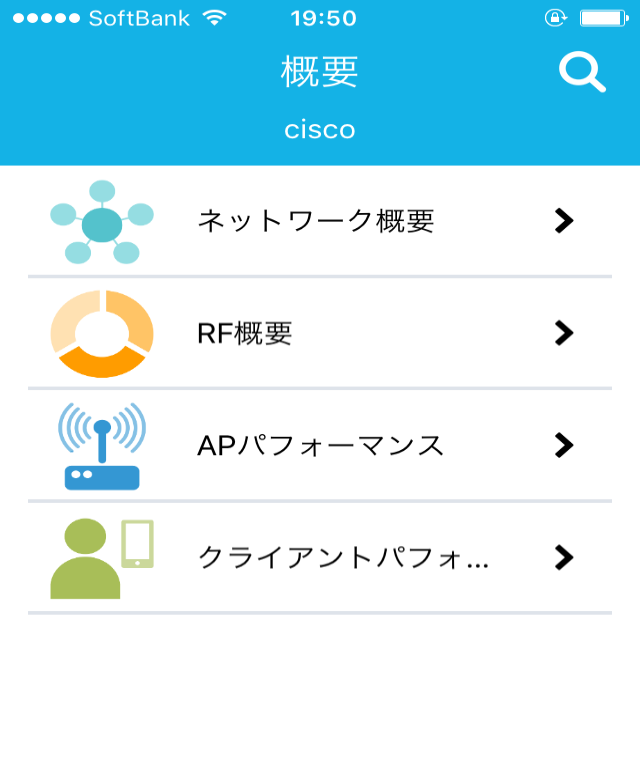 SoftBank 19:50
概要
cisco
ネットワーク概要
RF概要
APパフォーマンス
クライアントパフォ...